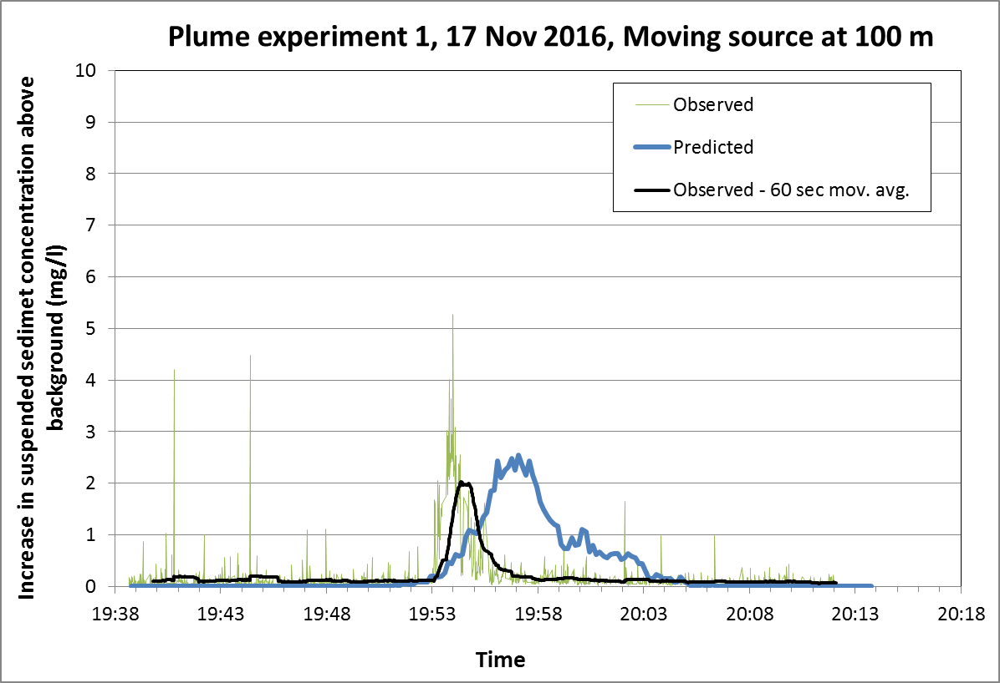 Plume experiment 1, 17 Nov 2016, Moving source at 100 m
Increase in suspended sedimet concentration above
background (mg/l)
10
9
8
7
6
5
4
3
2
1
0
Observed
Predicted
Observed - 60 sec mov. avg.
19:38
19:43
19:48
19:53
19:58
20:03
20:08
20:13
20:18
Time